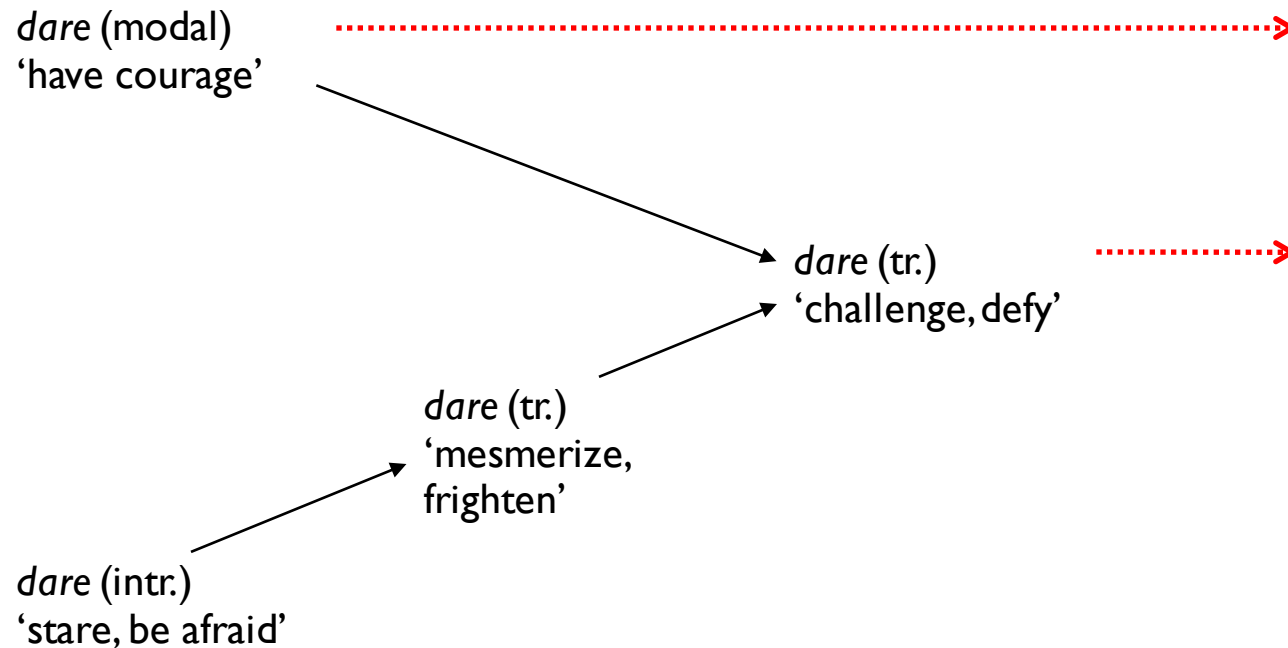 dare (modal)
‘have courage’
dare (tr.)
‘challenge, defy’
dare (tr.)
‘mesmerize,
frighten’
dare (intr.)
‘stare, be afraid’